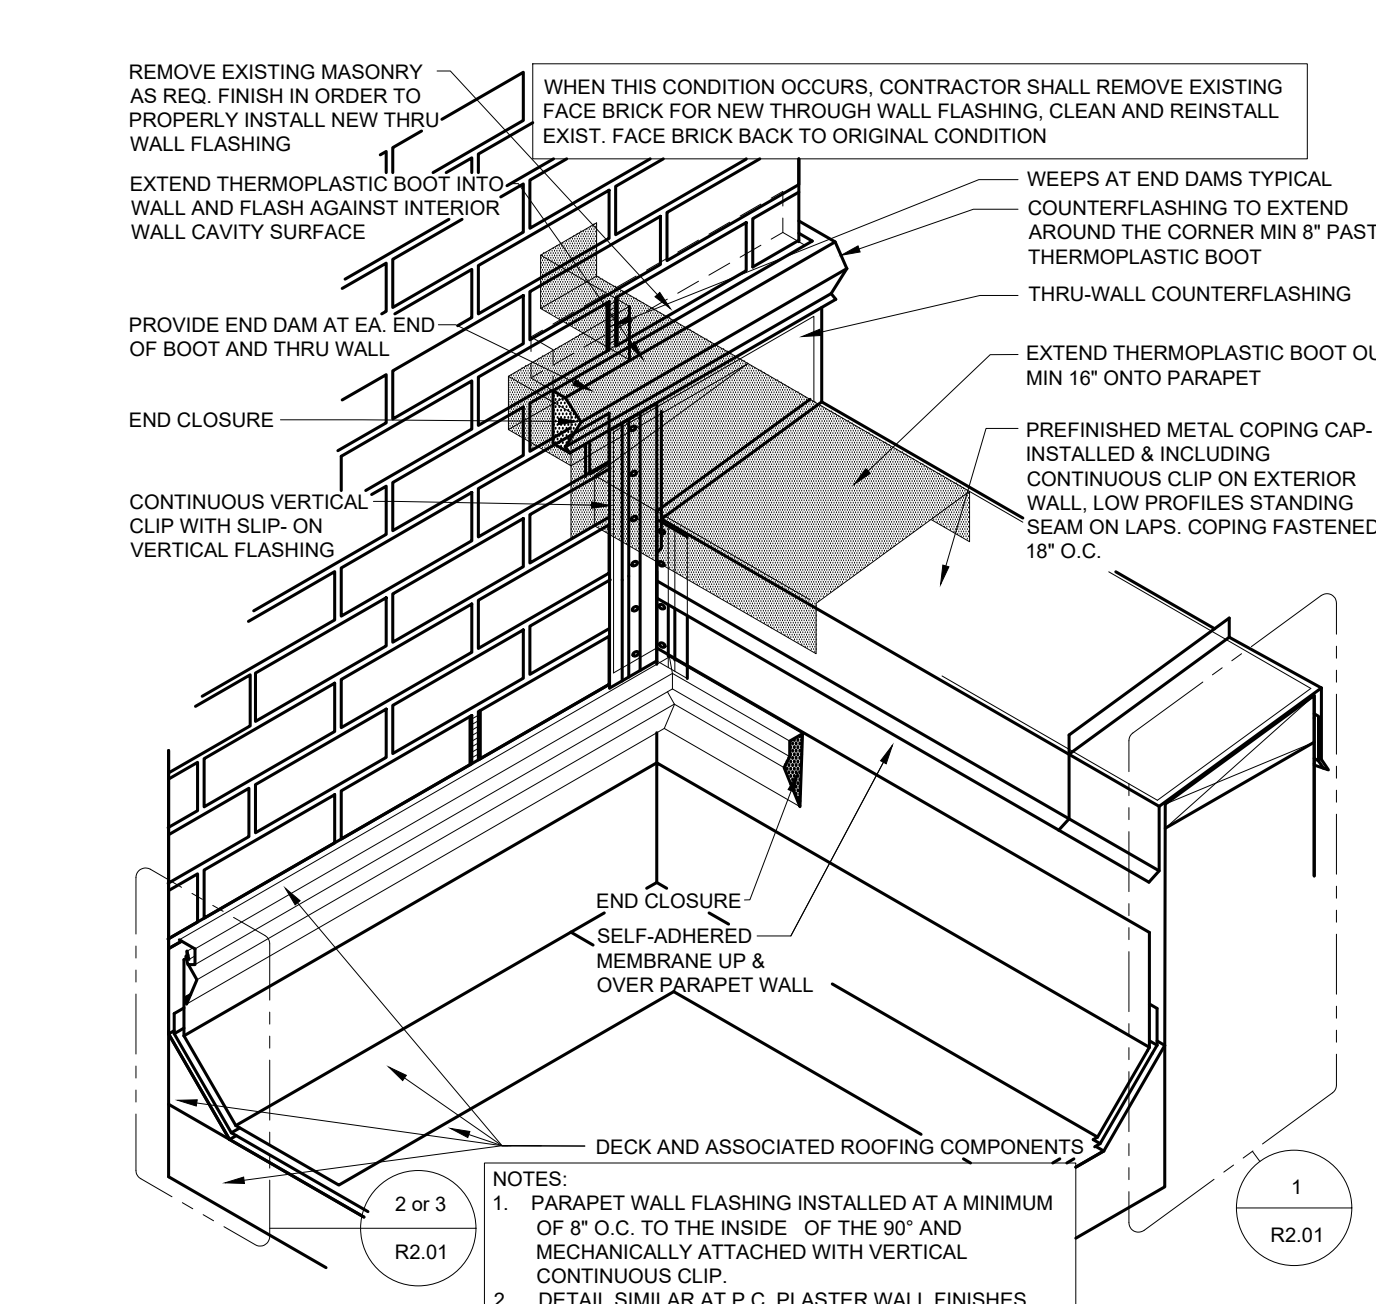 REMOVE EXISTING MASONRY
AS REQ. FINISH IN ORDER TO
PROPERLY INSTALL NEW THRU
WALL FLASHING
WHEN THIS CONDITION OCCURS, CONTRACTOR SHALL REMOVE EXISTING
FACE BRICK FOR NEW THROUGH WALL FLASHING, CLEAN AND REINSTALL
EXIST. FACE BRICK BACK TO ORIGINAL CONDITION
EXTEND THERMOPLASTIC BOOT INTO
WALL AND FLASH AGAINST INTERIOR
WALL CAVITY SURFACE
WEEPS AT END DAMS TYPICAL
COUNTERFLASHING TO EXTEND
AROUND THE CORNER MIN 8" PAST
THERMOPLASTIC BOOT
THRU-WALL COUNTERFLASHING
PROVIDE END DAM AT EA. END
OF BOOT AND THRU WALL
EXTEND THERMOPLASTIC BOOT
MIN 16" ONTO PARAPET
END CLOSURE
PREFINISHED METAL COPING CAP-
INSTALLED & INCLUDING
CONTINUOUS CLIP ON EXTERIOR
WALL, LOW PROFILES STANDING
SEAM ON LAPS. COPING FASTENED
18" O.C.
CONTINUOUS VERTICAL
CLIP WITH SLIP- ON
VERTICAL FLASHING
END CLOSURE
SELF-ADHERED
MEMBRANE UP &
OVER PARAPET WALL
DECK AND ASSOCIATED ROOFING COMPONENTS
NOTES:
1. PARAPET WALL FLASHING INSTALLED AT A MINIMUM
OF 8" O.C. TO THE INSIDE OF THE 90° AND
MECHANICALLY ATTACHED WITH VERTICAL
CONTINUOUS CLIP.
2. DETAIL SIMILAR AT P.C. PLASTER WALL FINISHES
2 or 3
R2.01
1
R2.01